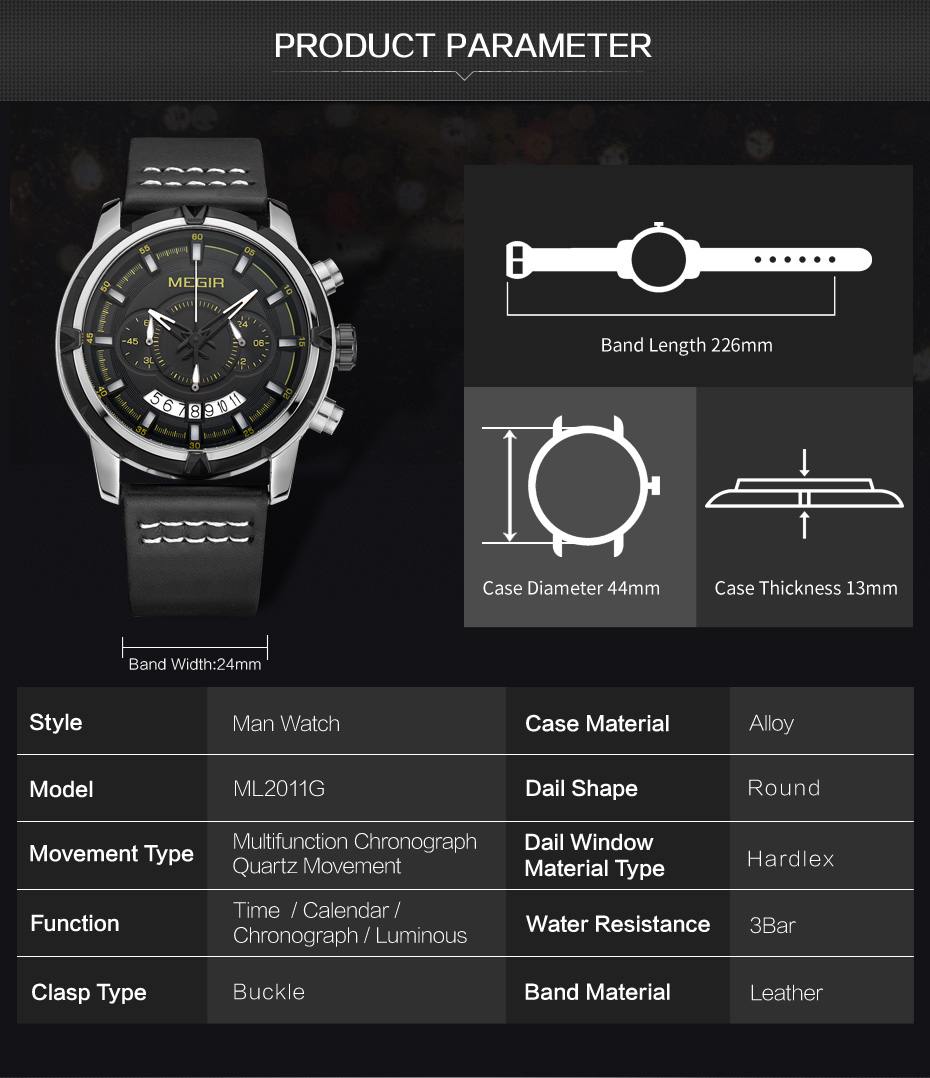 PRODUCT PARAMETER
60
55
05
50
MEGIR
10
60
24
45
-45
06-
15
30
12
40
5 6 7 8 9 10 11
20
35
25
30
Band Length 226mm
Case Diameter 44mm
Case Thickness 13mm
Band Width:24mm
Style
Man Watch
Case Material
Alloy
Model
ML2011G
Dail Shape
Round
Movement Type
Multifunction Chronograph
Quartz Movement
Dail Window
Material Type
Hardlex
Function
Time / Calendar /
Chronograph / Luminous
Water Resistance
3Bar
Clasp Type
Buckle
Band Material
Leather